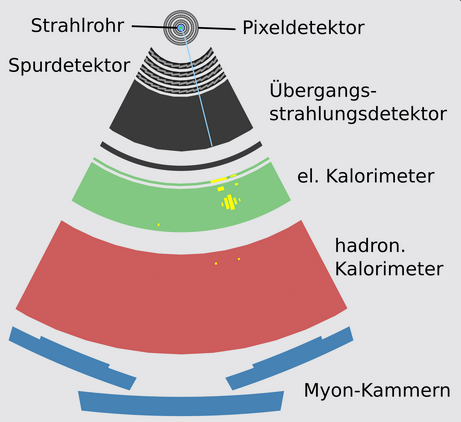 Strahlrohr
Pixeldetektor
Spurdetektor
Übergangs-
strahlungsdetektor
el. Kalorimeter
hadron.
Kalorimeter
Myon-Kammern